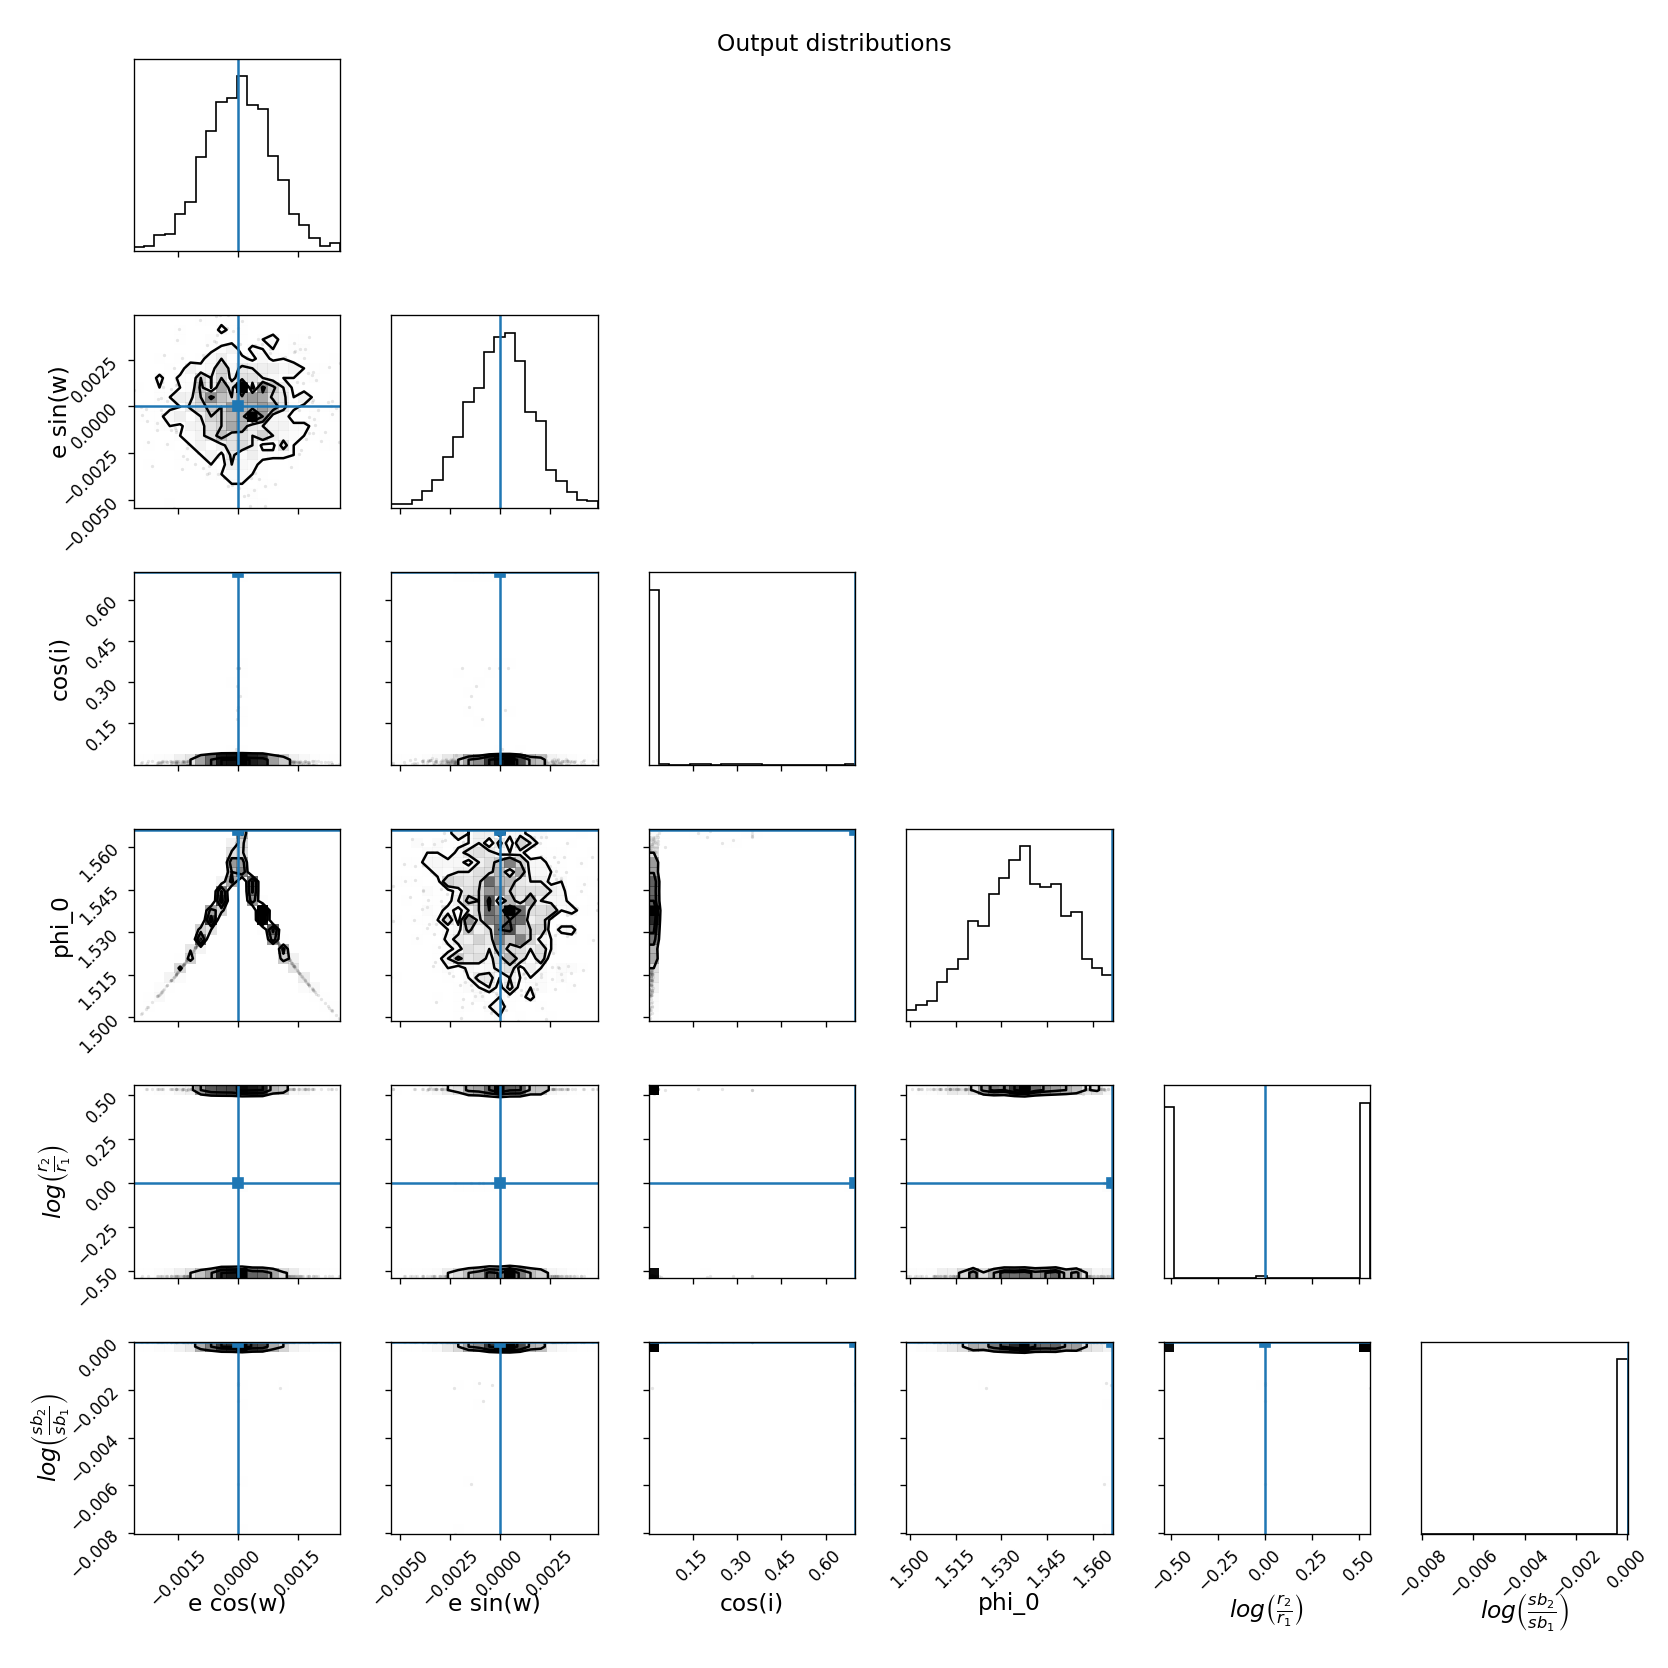 Output distributions
e sin(w)
0.0025
0.0000
−0.0025
−0.0050
cos(i)
0.60
0.45
0.30
0.15
phi_0
1.560
1.545
1.530
1.515
1.500
log(r₂/r₁)
0.50
0.25
0.00
−0.25
−0.50
log(sb₂/sb₁)
0.000
−0.002
−0.004
−0.006
−0.008
−0.0015 0.0000 0.0015
−0.0050 −0.0025 0.0000 0.0025
0.15 0.30 0.45 0.60
1.500 1.515 1.530 1.545 1.560
−0.50 −0.25 0.00 0.25 0.50
−0.008 −0.006 −0.004 −0.002 0.000
e cos(w) e sin(w) cos(i) phi_0 log(r₂/r₁) log(sb₂/sb₁)